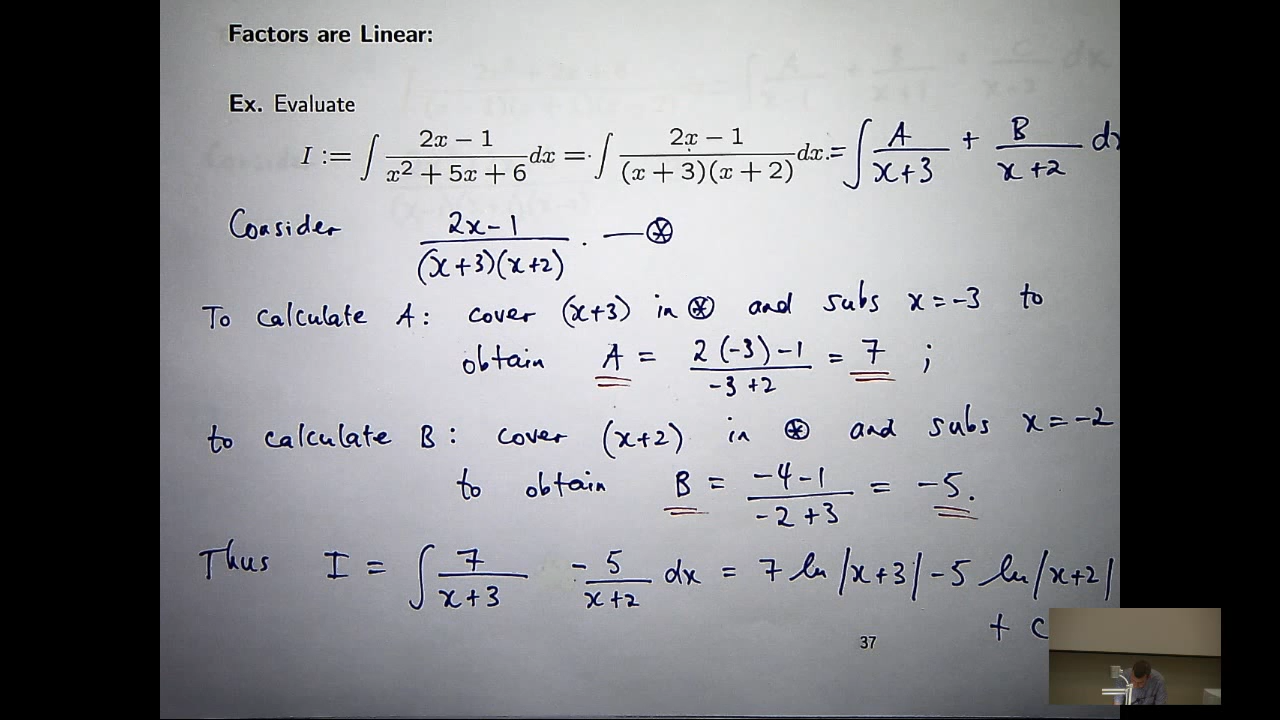 Factors are Linear:
Ex. Evaluate
I := ∫ (2x − 1)/(x² + 5x + 6) dx = ∫ (2x − 1)/((x + 3)(x + 2)) dx. = ∫ A/(x+3) + B/(x+2) dx
Consider (2x−1)/((x+3)(x+2)). —⊛
To calculate A: cover (x+3) in ⊛ and subs x=−3 to
obtain A = (2(−3)−1)/(−3+2) = 7 ;
to calculate B: cover (x+2) in ⊛ and subs x=−2
to obtain B = (−4−1)/(−2+3) = −5.
Thus I = ∫ 7/(x+3) − 5/(x+2) dx = 7 ln|x+3| − 5 ln|x+2|
+ C
37